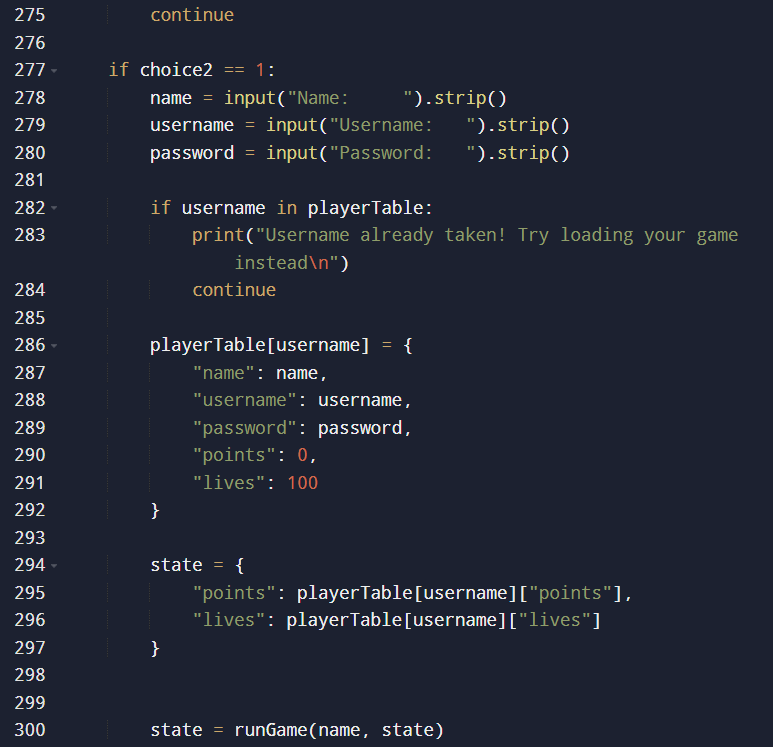 275            continue
276
277        if choice2 == 1:
278            name = input("Name:     ").strip()
279            username = input("Username:   ").strip()
280            password = input("Password:   ").strip()
281
282            if username in playerTable:
283                print("Username already taken! Try loading your game
                    instead\n")
284                continue
285
286            playerTable[username] = {
287                "name": name,
288                "username": username,
289                "password": password,
290                "points": 0,
291                "lives": 100
292            }
293
294            state = {
295                "points": playerTable[username]["points"],
296                "lives": playerTable[username]["lives"]
297            }
298
299
300            state = runGame(name, state)